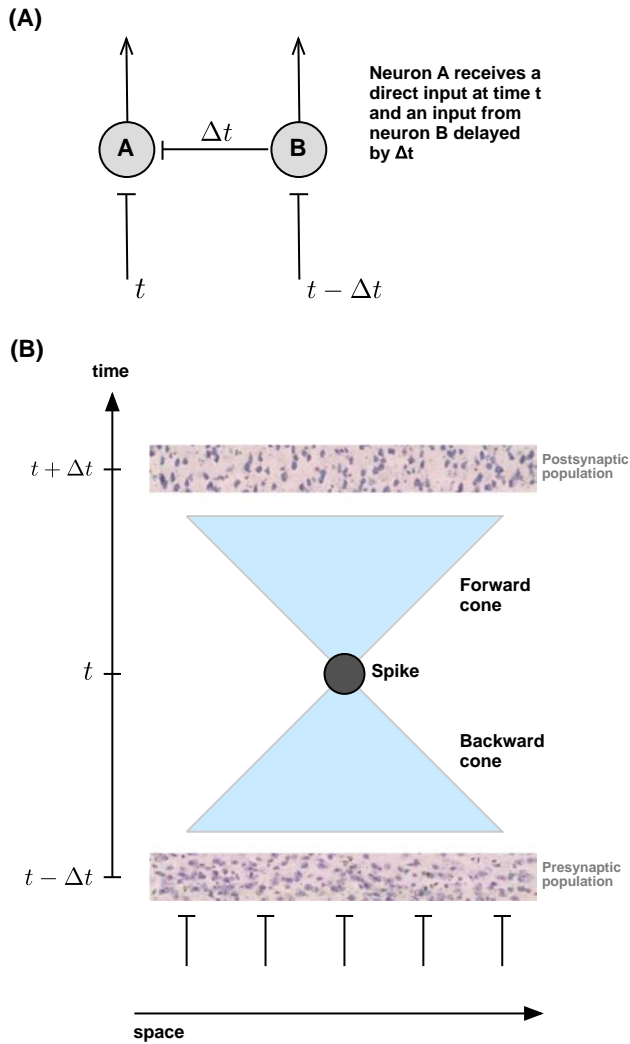 (A)
Neuron A receives a
direct input at time t
and an input from
neuron B delayed
by Δt
A
Δt
B
t
t − Δt
(B)
time
t + Δt
Postsynaptic
population
Forward
cone
t
Spike
Backward
cone
t − Δt
Presynaptic
population
space